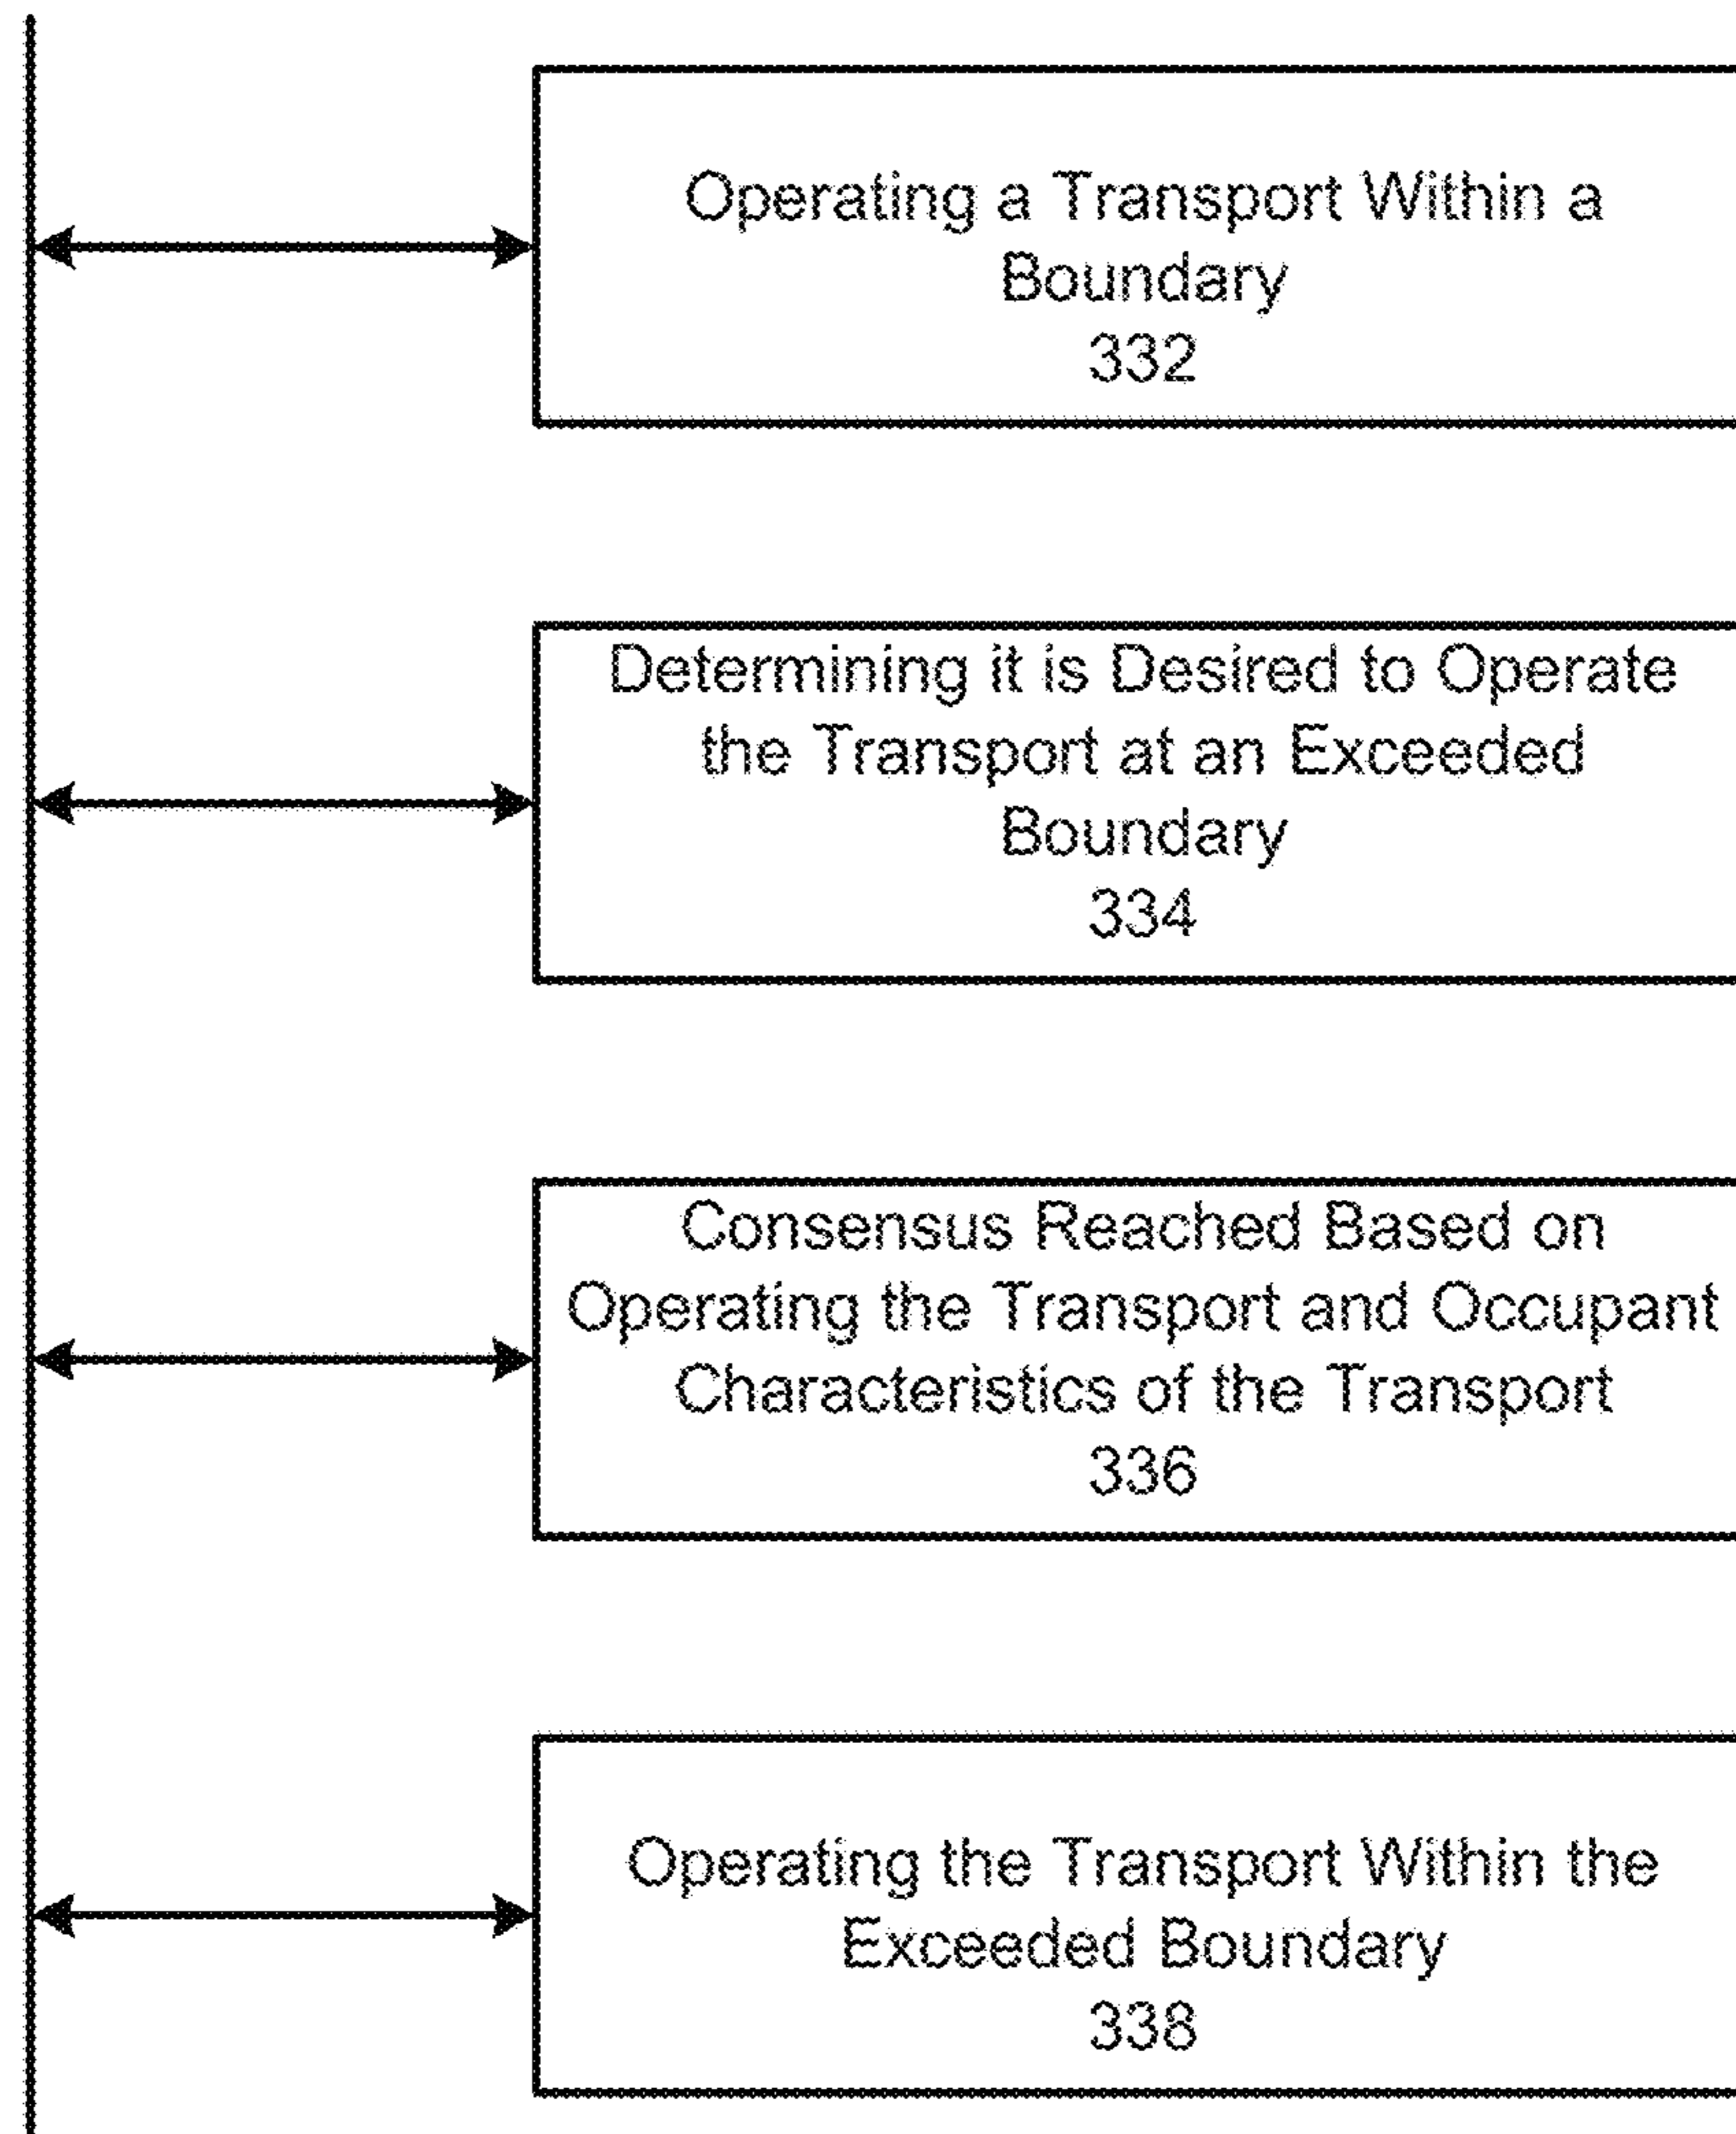 Operating a Transport Within a
Boundary
332
Determining it is Desired to Operate
the Transport at an Exceeded
Boundary
334
Consensus Reached Based on
Operating the Transport and Occupant
Characteristics of the Transport
336
Operating the Transport Within the
Exceeded Boundary
338